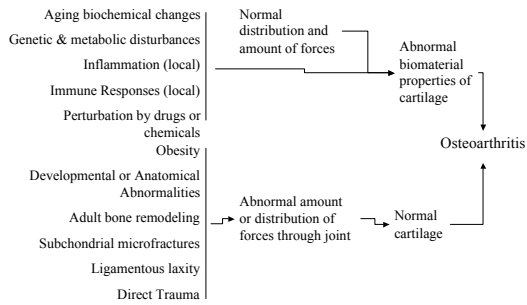 Aging biochemical changes
Genetic & metabolic disturbances
Inflammation (local)
Immune Responses (local)
Perturbation by drugs or
chemicals
Obesity
Developmental or Anatomical
Abnormalities
Adult bone remodeling
Subchondrial microfractures
Ligamentous laxity
Direct Trauma
Normal
distribution and
amount of forces
Abnormal
biomaterial
properties of
cartilage
Abnormal amount
or distribution of
forces through joint
Normal
cartilage
Osteoarthritis